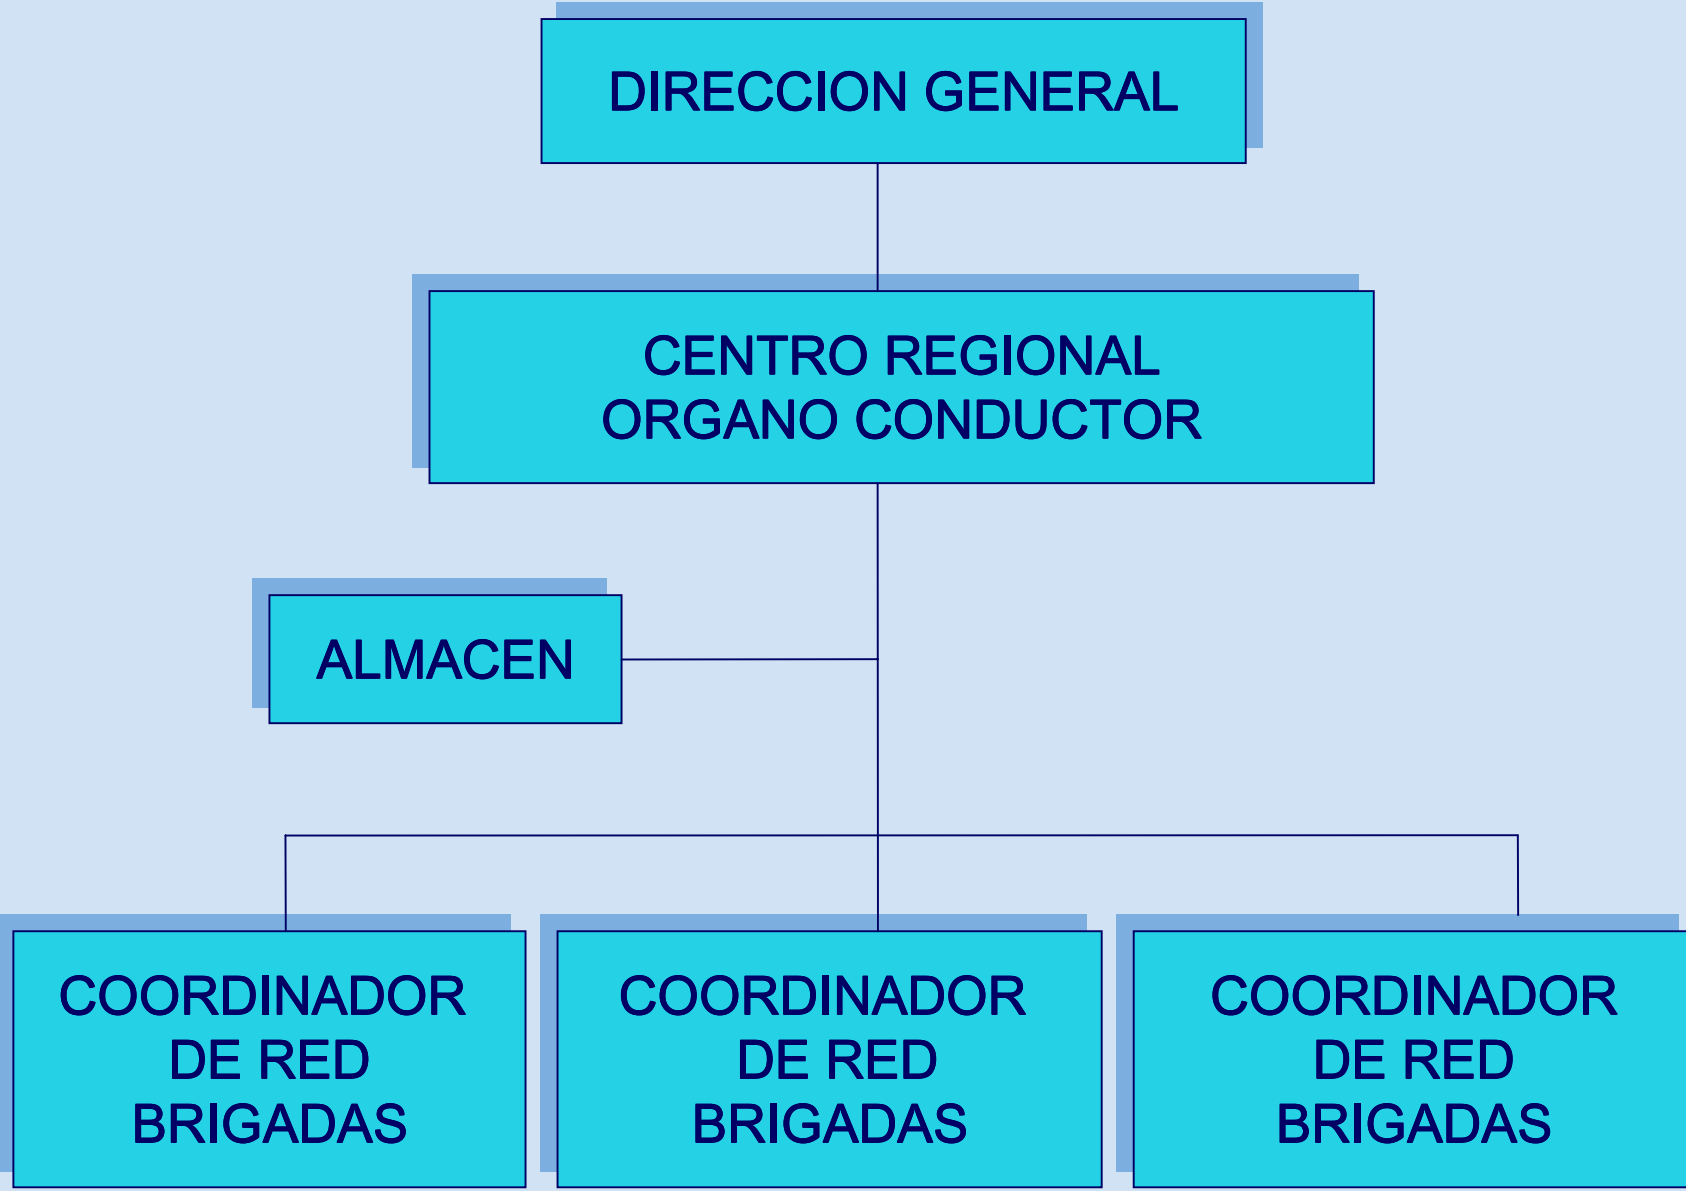 DIRECCION GENERAL
CENTRO REGIONAL
ORGANO CONDUCTOR
ALMACEN
COORDINADOR
DE RED
BRIGADAS
COORDINADOR
DE RED
BRIGADAS
COORDINADOR
DE RED
BRIGADAS